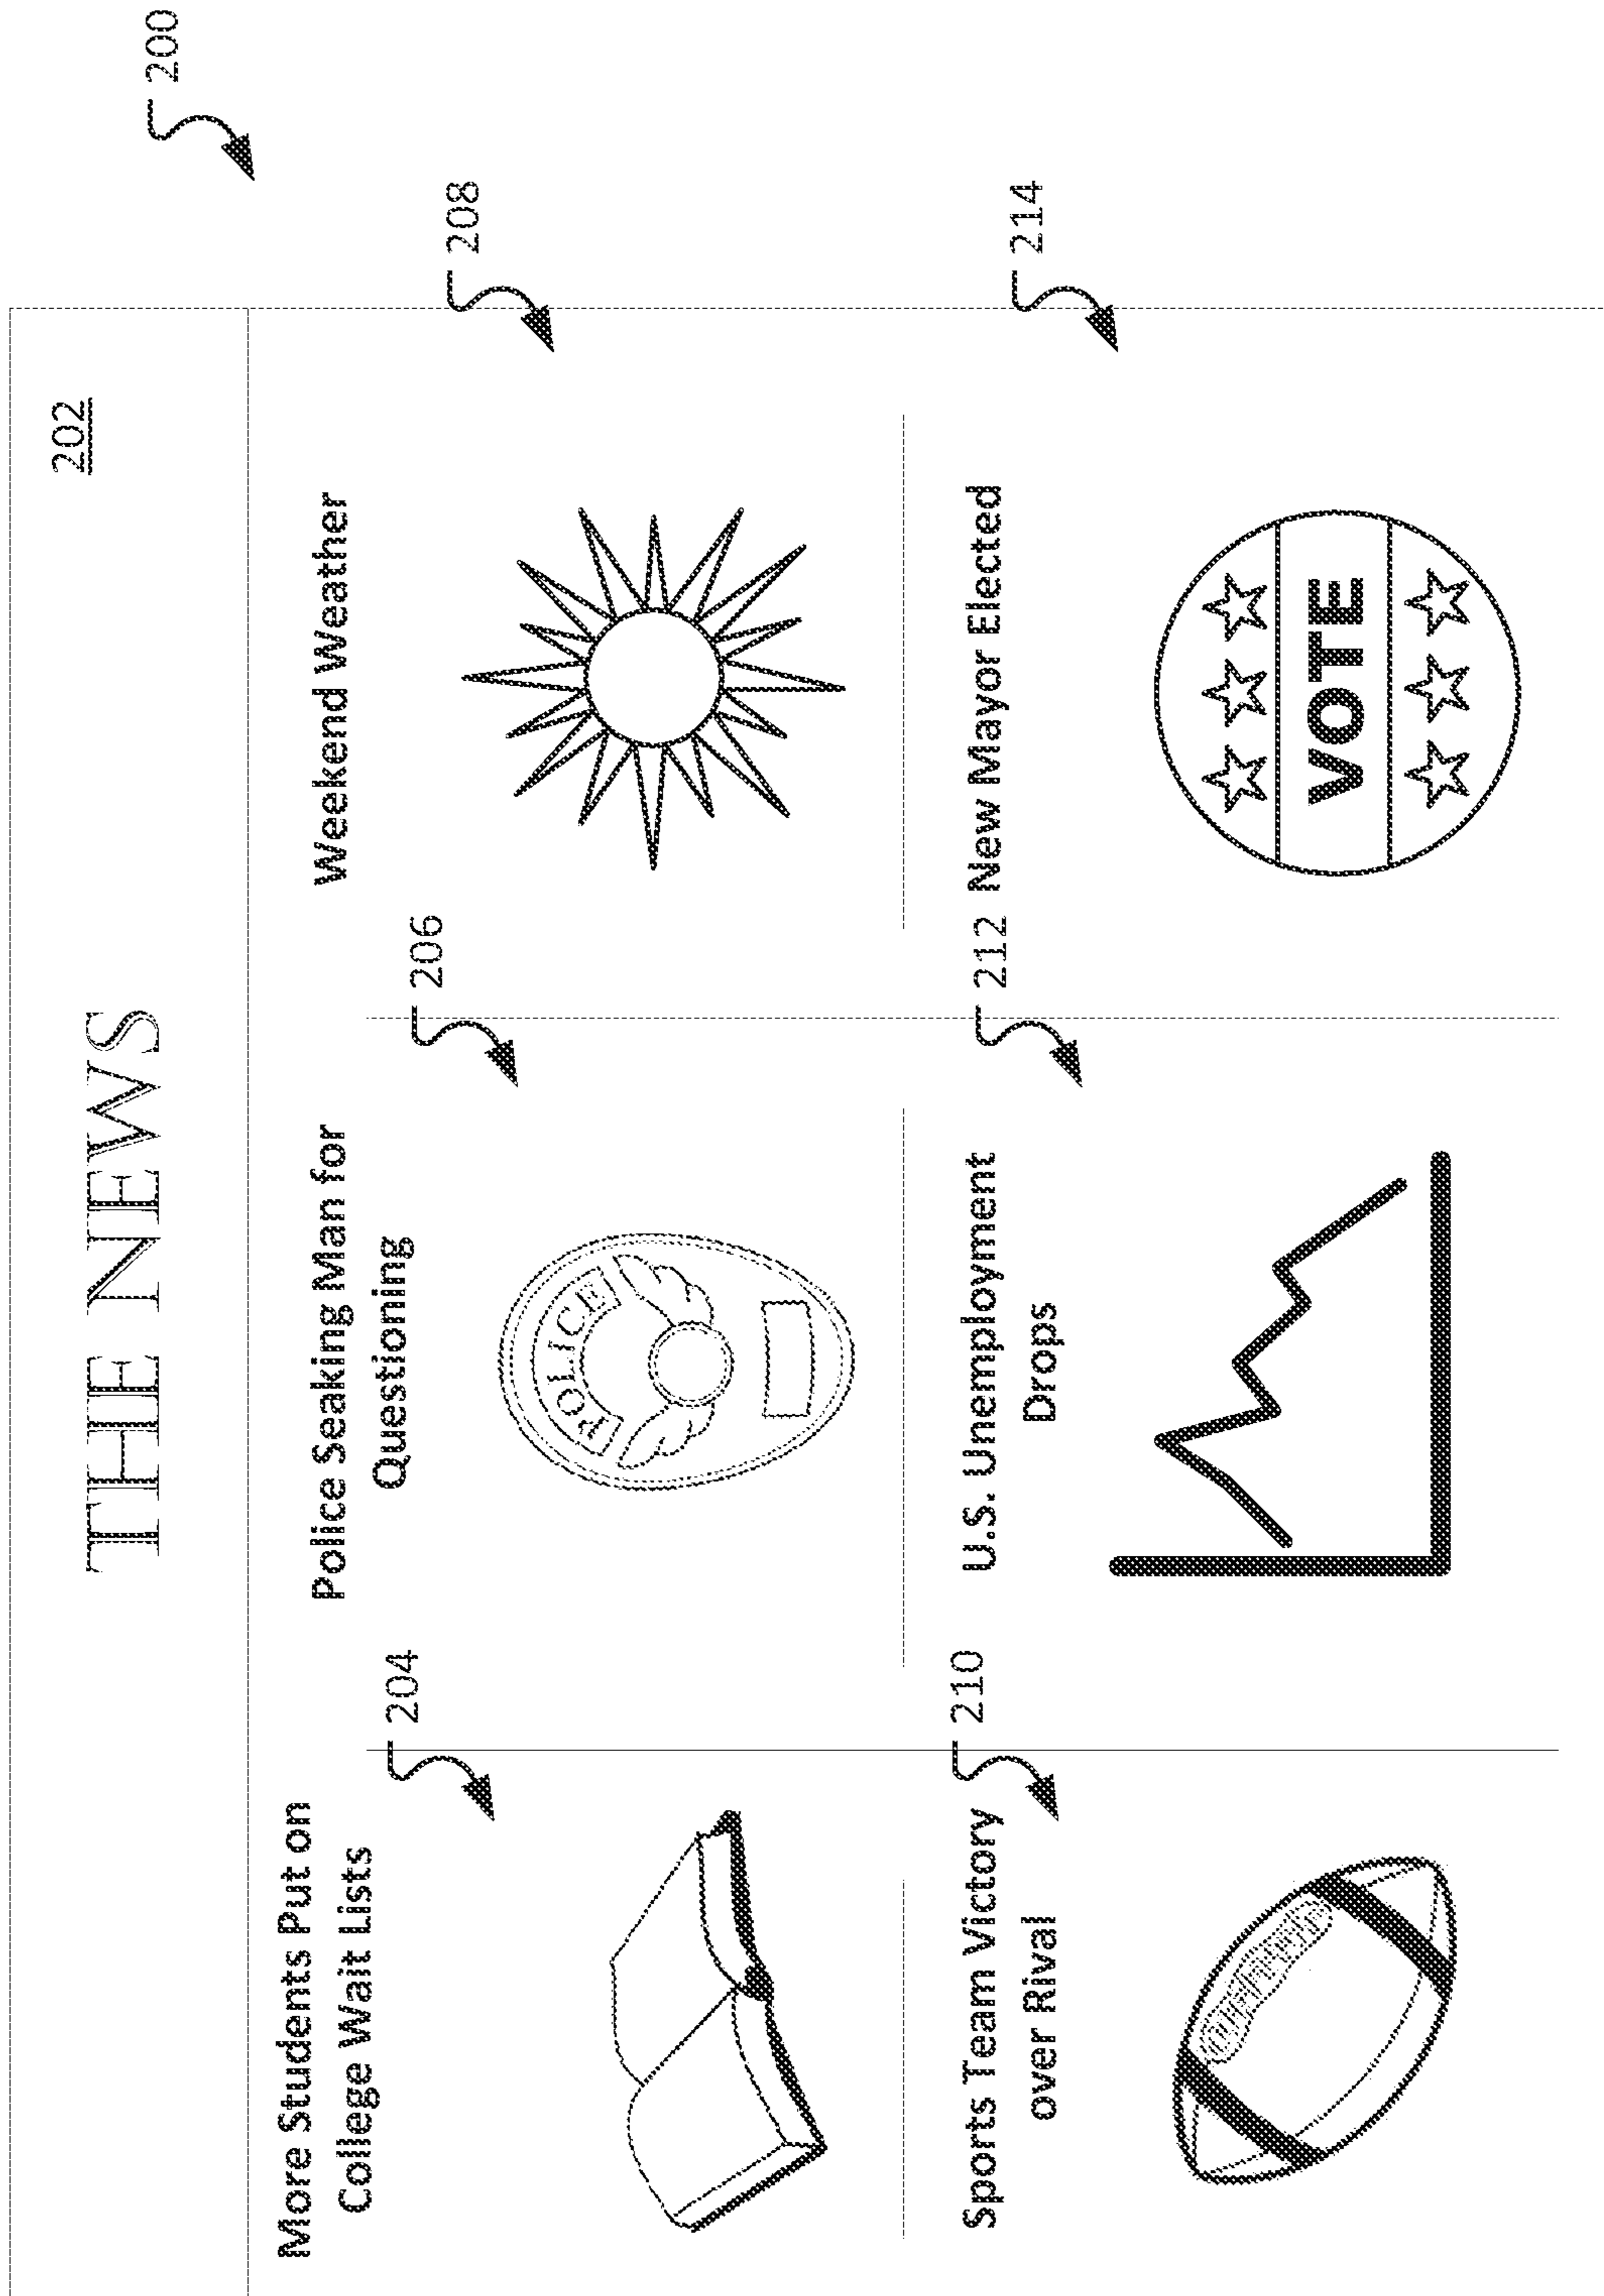 200
202
THE NEWS
More Students Put on
College Wait Lists
204
Police Seaking Man for
Questioning
206
POLICE
Weekend Weather
208
Sports Team Victory
over Rival
210
U.S. Unemployment
Drops
212
New Mayor Elected
214
VOTE